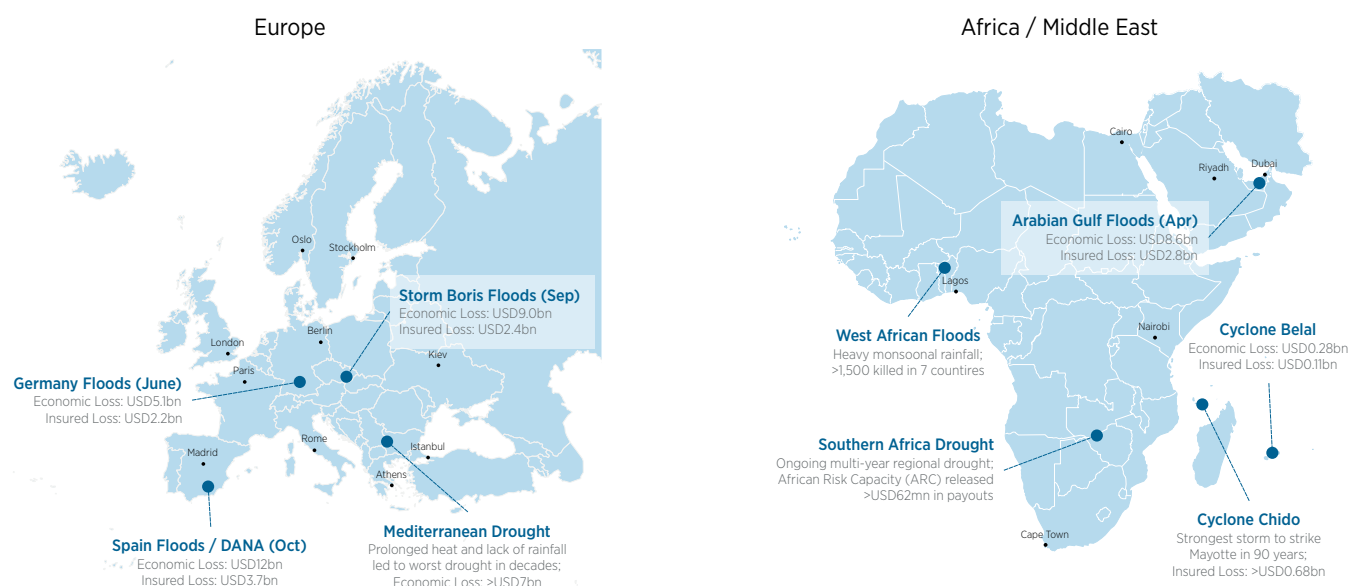 Europe
Oslo
Stockholm
Storm Boris Floods (Sep)
Economic Loss: USD9.0bn
Insured Loss: USD2.4bn
Berlin
London
Kiev
Paris
Germany Floods (June)
Economic Loss: USD5.1bn
Insured Loss: USD2.2bn
Rome
Istanbul
Madrid
Athens
Mediterranean Drought
Prolonged heat and lack of rainfall
led to worst drought in decades;
Economic Loss: >USD7bn
Spain Floods / DANA (Oct)
Economic Loss: USD12bn
Insured Loss: USD3.7bn
Africa / Middle East
Cairo
Riyadh
Dubai
Arabian Gulf Floods (Apr)
Economic Loss: USD8.6bn
Insured Loss: USD2.8bn
Lagos
West African Floods
Heavy monsoonal rainfall;
>1,500 killed in 7 countires
Nairobi
Cyclone Belal
Economic Loss: USD0.28bn
Insured Loss: USD0.11bn
Southern Africa Drought
Ongoing multi-year regional drought;
African Risk Capacity (ARC) released
>USD62mn in payouts
Cape Town
Cyclone Chido
Strongest storm to strike
Mayotte in 90 years;
Insured Loss: >USD0.68bn